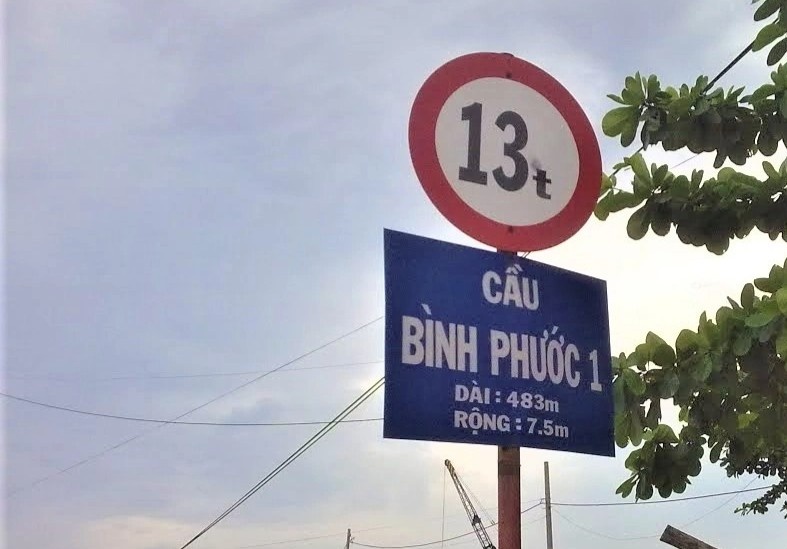 13t
CẦU
BÌNH PHƯỚC 1
DÀI : 483m
RỘNG : 7.5m